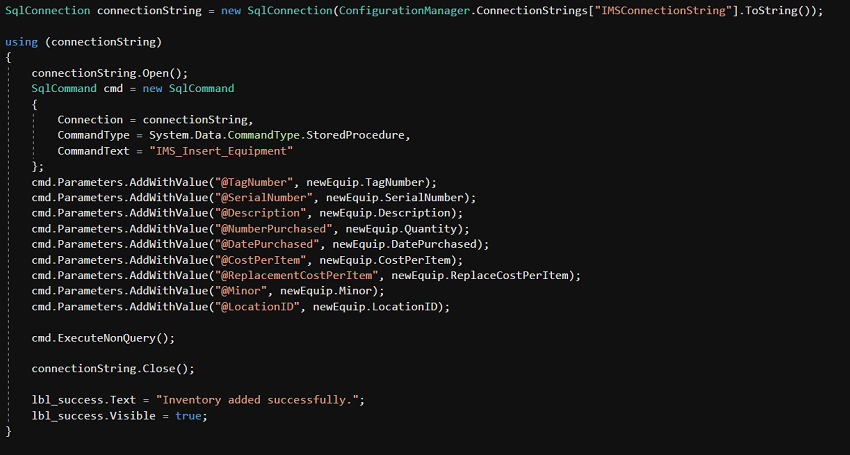 SqlConnection connectionString = new SqlConnection(ConfigurationManager.ConnectionStrings["IMSConnectionString"].ToString());
using (connectionString)
{
connectionString.Open();
SqlCommand cmd = new SqlCommand
{
Connection = connectionString,
CommandType = System.Data.CommandType.StoredProcedure,
CommandText = "IMS_Insert_Equipment"
};
cmd.Parameters.AddWithValue("@TagNumber", newEquip.TagNumber);
cmd.Parameters.AddWithValue("@SerialNumber", newEquip.SerialNumber);
cmd.Parameters.AddWithValue("@Description", newEquip.Description);
cmd.Parameters.AddWithValue("@NumberPurchased", newEquip.Quantity);
cmd.Parameters.AddWithValue("@DatePurchased", newEquip.DatePurchased);
cmd.Parameters.AddWithValue("@CostPerItem", newEquip.CostPerItem);
cmd.Parameters.AddWithValue("@ReplacementCostPerItem", newEquip.ReplaceCostPerItem);
cmd.Parameters.AddWithValue("@Minor", newEquip.Minor);
cmd.Parameters.AddWithValue("@LocationID", newEquip.LocationID);
cmd.ExecuteNonQuery();
connectionString.Close();
lbl_success.Text = "Inventory added successfully.";
lbl_success.Visible = true;
}